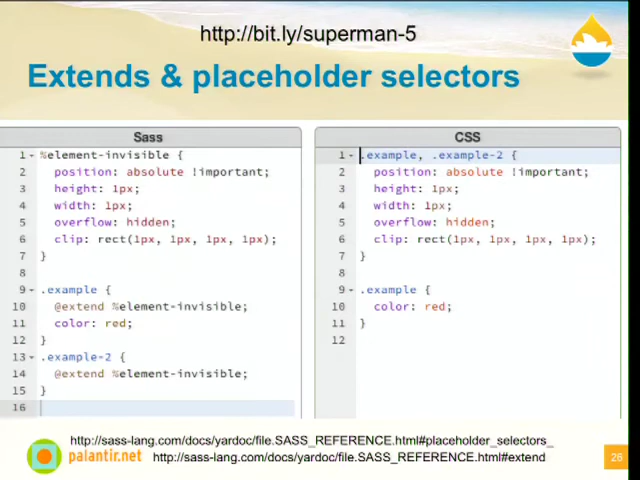 http://bit.ly/superman-5
Extends & placeholder selectors
Sass
1 %element-invisible {
2 position: absolute !important;
3 height: 1px;
4 width: 1px;
5 overflow: hidden;
6 clip: rect(1px, 1px, 1px, 1px);
7 }
8
9 .example {
10 @extend %element-invisible;
11 color: red;
12 }
13 .example-2 {
14 @extend %element-invisible;
15 }
16
CSS
1 .example, .example-2 {
2 position: absolute !important;
3 height: 1px;
4 width: 1px;
5 overflow: hidden;
6 clip: rect(1px, 1px, 1px, 1px);
7 }
8
9 .example {
10 color: red;
11 }
12
http://sass-lang.com/docs/yardoc/file.SASS_REFERENCE.html#placeholder_selectors_
palantir.net http://sass-lang.com/docs/yardoc/file.SASS_REFERENCE.html#extend
26